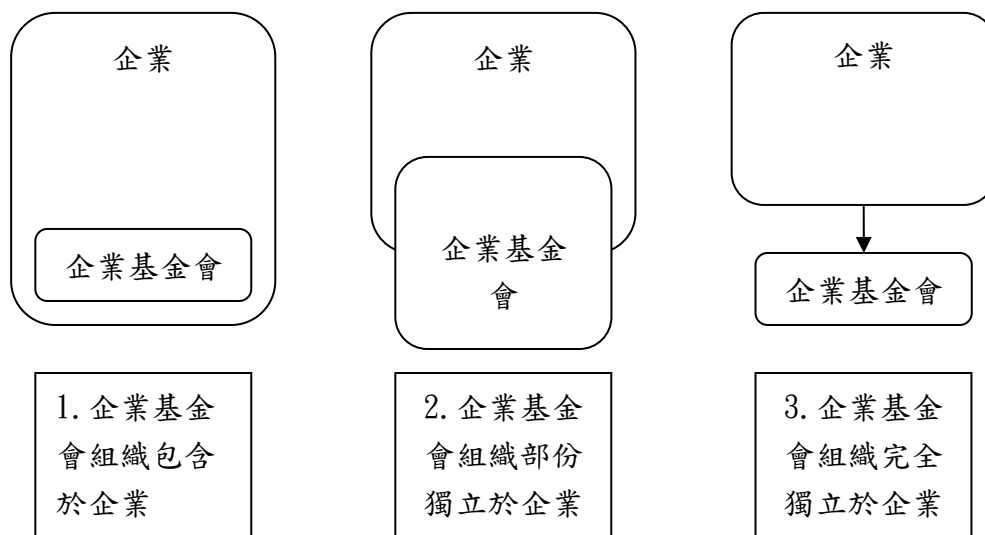 企業
企業基金會
1.企業基金
會組織包含
於企業
企業
企業基金
會
2.企業基金
會組織部份
獨立於企業
企業
企業基金會
3.企業基金
會組織完全
獨立於企業